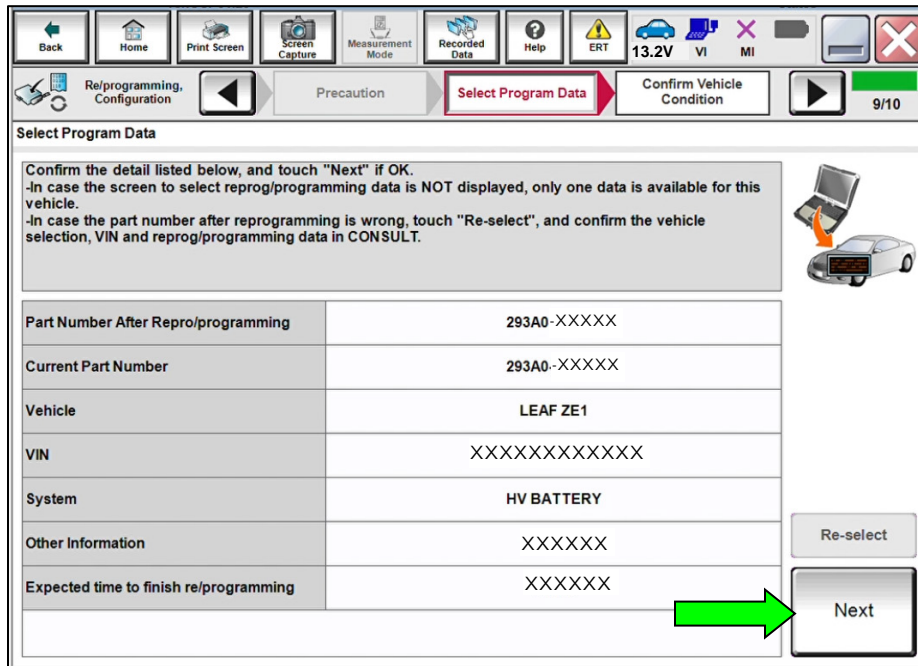 Back
Home
Print Screen
Screen
Capture
Measurement
Mode
Recorded
Data
Help
ERT
13.2V
VI
MI
Re/programming,
Configuration
Precaution
Select Program Data
Confirm Vehicle
Condition
9/10
Select Program Data
Confirm the detail listed below, and touch "Next" if OK.
-In case the screen to select reprog/programming data is NOT displayed, only one data is available for this
vehicle.
-In case the part number after reprogramming is wrong, touch "Re-select", and confirm the vehicle
selection, VIN and reprog/programming data in CONSULT.
Part Number After Repro/programming
293A0-XXXXX
Current Part Number
293A0-XXXXX
Vehicle
LEAF ZE1
VIN
XXXXXXXXXXXX
System
HV BATTERY
Other Information
XXXXXX
Expected time to finish re/programming
XXXXXX
Re-select
Next